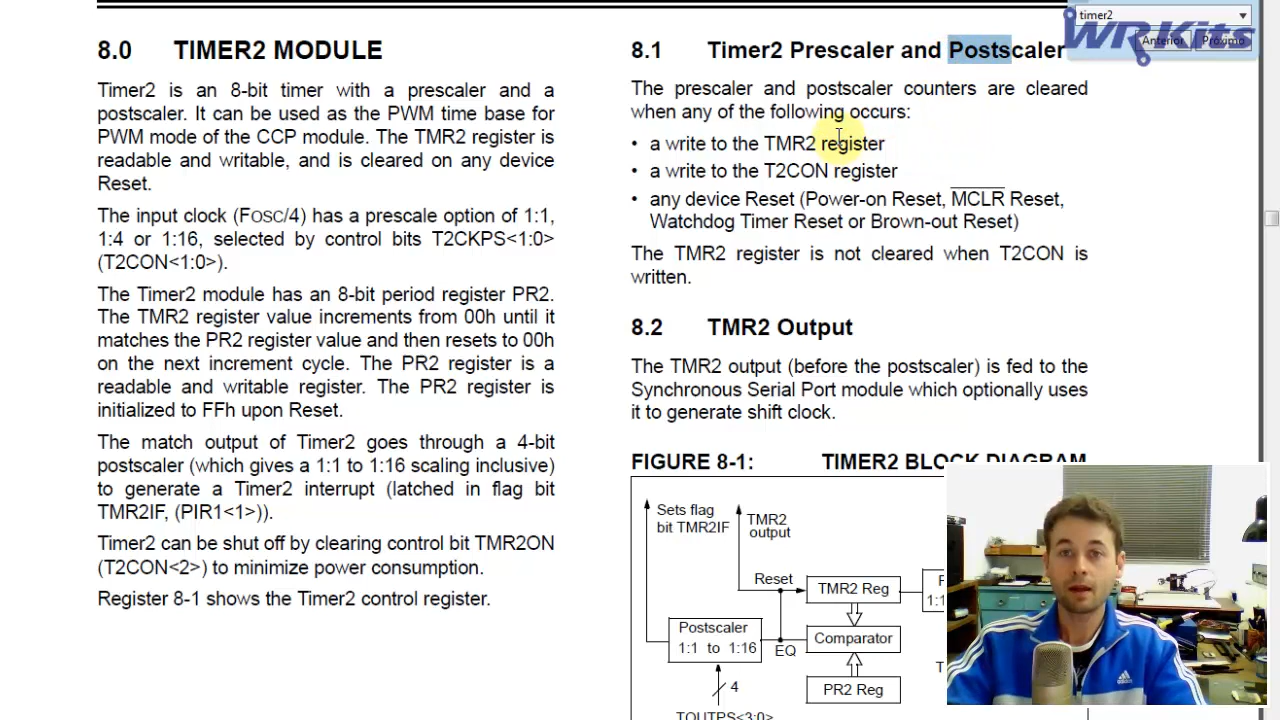 timer2
WR Kits
Anterior Próximo
8.0 TIMER2 MODULE
Timer2 is an 8-bit timer with a prescaler and a
postscaler. It can be used as the PWM time base for
PWM mode of the CCP module. The TMR2 register is
readable and writable, and is cleared on any device
Reset.
The input clock (FOSC/4) has a prescale option of 1:1,
1:4 or 1:16, selected by control bits T2CKPS<1:0>
(T2CON<1:0>).
The Timer2 module has an 8-bit period register PR2.
The TMR2 register value increments from 00h until it
matches the PR2 register value and then resets to 00h
on the next increment cycle. The PR2 register is a
readable and writable register. The PR2 register is
initialized to FFh upon Reset.
The match output of Timer2 goes through a 4-bit
postscaler (which gives a 1:1 to 1:16 scaling inclusive)
to generate a Timer2 interrupt (latched in flag bit
TMR2IF, (PIR1<1>)).
Timer2 can be shut off by clearing control bit TMR2ON
(T2CON<2>) to minimize power consumption.
Register 8-1 shows the Timer2 control register.
8.1 Timer2 Prescaler and Postscaler
The prescaler and postscaler counters are cleared
when any of the following occurs:
• a write to the TMR2 register
• a write to the T2CON register
• any device Reset (Power-on Reset, MCLR Reset,
Watchdog Timer Reset or Brown-out Reset)
The TMR2 register is not cleared when T2CON is
written.
8.2 TMR2 Output
The TMR2 output (before the postscaler) is fed to the
Synchronous Serial Port module which optionally uses
it to generate shift clock.
FIGURE 8-1: TIMER2 BLOCK DIAGRAM
Sets flag
bit TMR2IF
TMR2
output
Reset
TMR2 Reg
Postscaler
1:1 to 1:16
EQ
Comparator
4
PR2 Reg
TOUTPS<3:0>
adidas